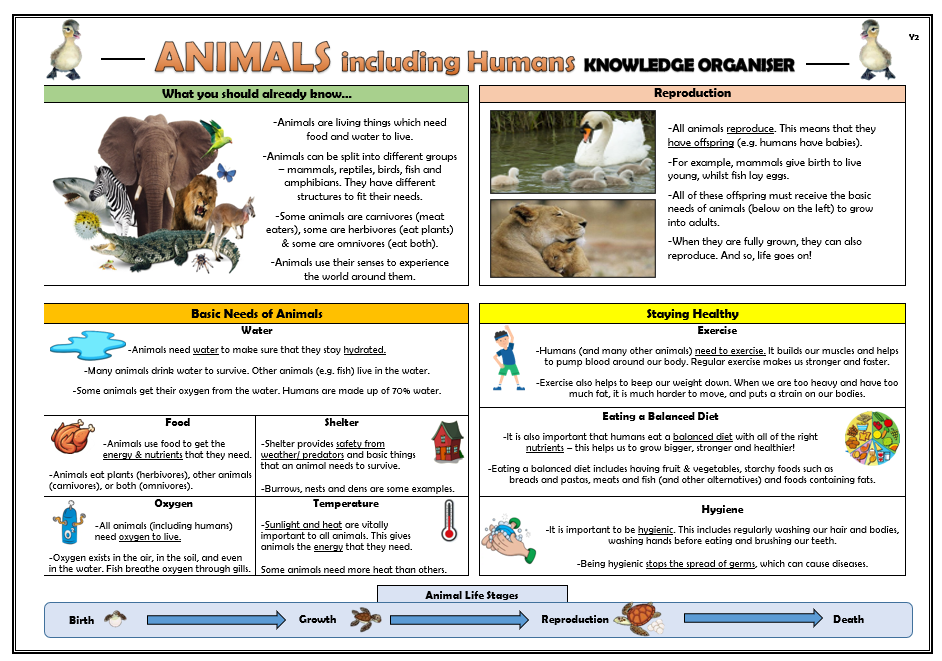 Y2
ANIMALS including Humans KNOWLEDGE ORGANISER
What you should already know...
-Animals are living things which need
food and water to live.
-Animals can be split into different groups
– mammals, reptiles, birds, fish and
amphibians. They have different
structures to fit their needs.
-Some animals are carnivores (meat
eaters), some are herbivores (eat plants)
& some are omnivores (eat both).
-Animals use their senses to experience
the world around them.
Reproduction
-All animals reproduce. This means that they
have offspring (e.g. humans have babies).
-For example, mammals give birth to live
young, whilst fish lay eggs.
-All of these offspring must receive the basic
needs of animals (below on the left) to grow
into adults.
-When they are fully grown, they can also
reproduce. And so, life goes on!
Basic Needs of Animals
Water
-Animals need water to make sure that they stay hydrated.
-Many animals drink water to survive. Other animals (e.g. fish) live in the water.
-Some animals get their oxygen from the water. Humans are made up of 70% water.
Food
-Animals use food to get the
energy & nutrients that they need.
-Animals eat plants (herbivores), other animals
(carnivores), or both (omnivores).
Shelter
-Shelter provides safety from
weather/ predators and basic things
that an animal needs to survive.
-Burrows, nests and dens are some examples.
Oxygen
-All animals (including humans)
need oxygen to live.
-Oxygen exists in the air, in the soil, and even
in the water. Fish breathe oxygen through gills.
Temperature
-Sunlight and heat are vitally
important to all animals. This gives
animals the energy that they need.
Some animals need more heat than others.
Staying Healthy
Exercise
-Humans (and many other animals) need to exercise. It builds our muscles and helps
to pump blood around our body. Regular exercise makes us stronger and faster.
-Exercise also helps to keep our weight down. When we are too heavy and have too
much fat, it is much harder to move, and puts a strain on our bodies.
Eating a Balanced Diet
-It is also important that humans eat a balanced diet with all of the right
nutrients – this helps us to grow bigger, stronger and healthier!
-Eating a balanced diet includes having fruit & vegetables, starchy foods such as
breads and pastas, meats and fish (and other alternatives) and foods containing fats.
Hygiene
-It is important to be hygienic. This includes regularly washing our hair and bodies,
washing hands before eating and brushing our teeth.
-Being hygienic stops the spread of germs, which can cause diseases.
Animal Life Stages
Birth
Growth
Reproduction
Death